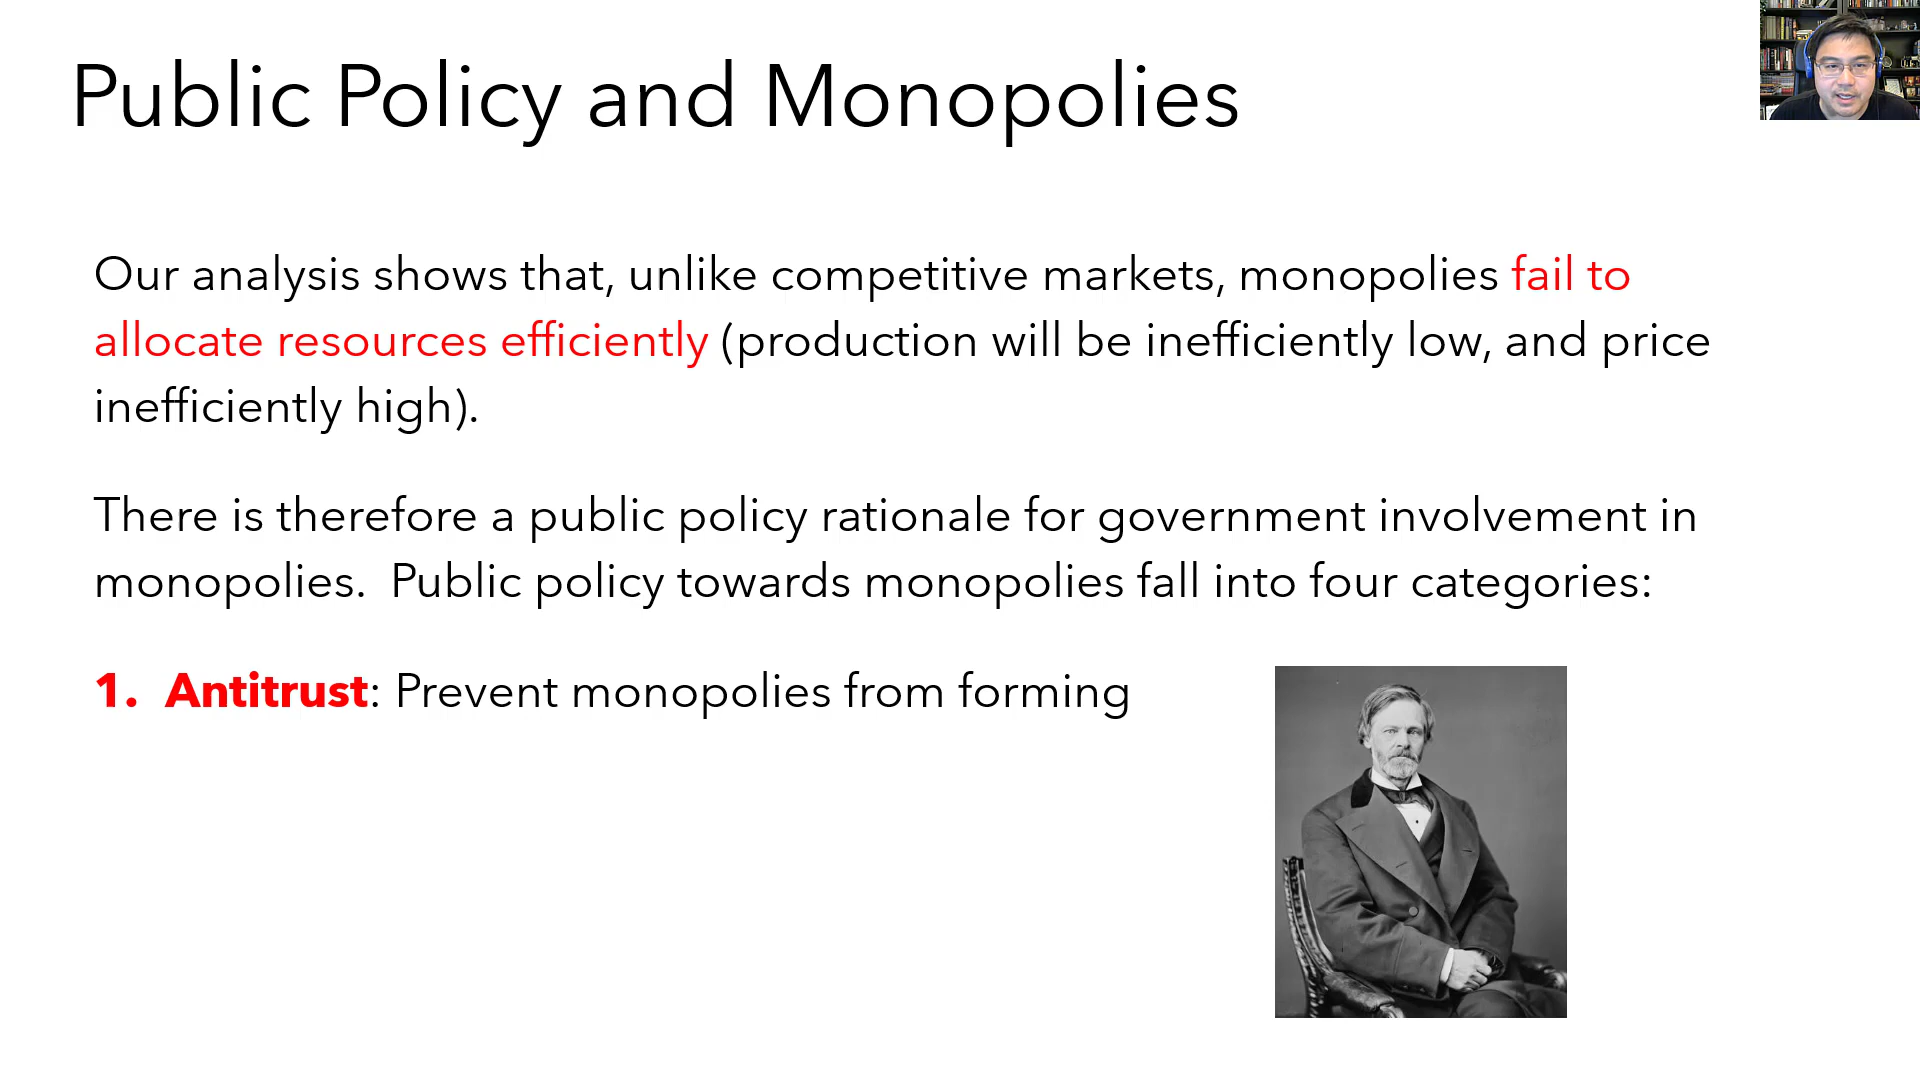 Public Policy and Monopolies
Our analysis shows that, unlike competitive markets, monopolies fail to
allocate resources efficiently (production will be inefficiently low, and price
inefficiently high).
There is therefore a public policy rationale for government involvement in
monopolies.  Public policy towards monopolies fall into four categories:
1. Antitrust: Prevent monopolies from forming